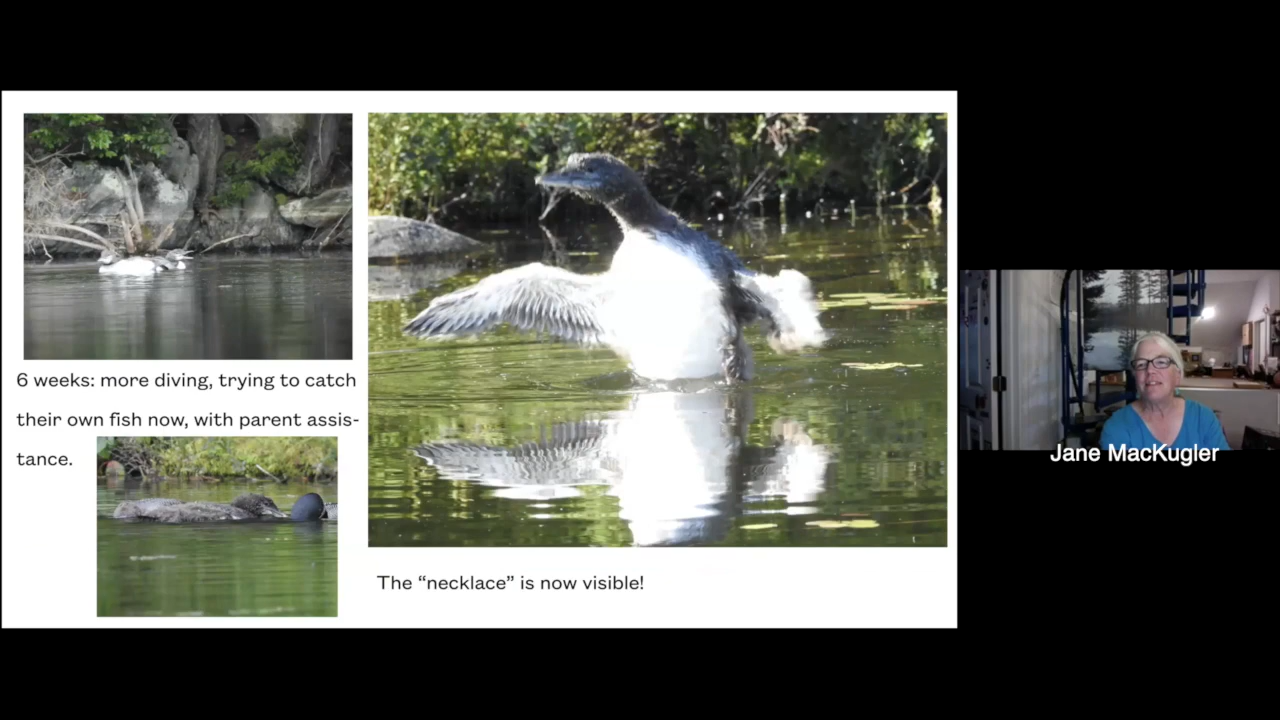 6 weeks: more diving, trying to catch
their own fish now, with parent assis-
tance.
The “necklace” is now visible!
Jane MacKugler